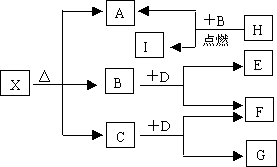 A ＋B H
I 点燃
E
X △ B ＋D
F
C ＋D
G